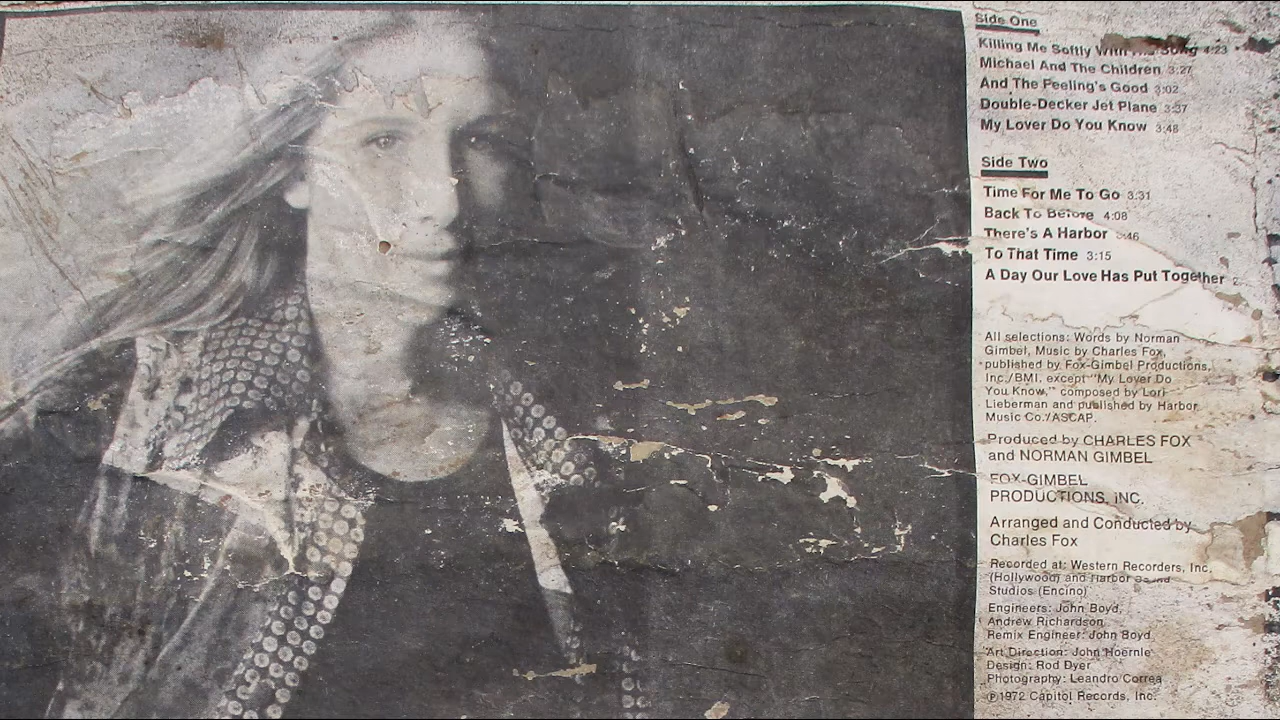 Side One
Killing Me Softly With His Song 4:23
Michael And The Children 3:27
And The Feeling's Good 3:02
Double-Decker Jet Plane 3:37
My Lover Do You Know 3:48
Side Two
Time For Me To Go 3:31
Back To Before 4:08
There's A Harbor :46
To That Time 3:15
A Day Our Love Has Put Together
All selections: Words by Norman
Gimbel, Music by Charles Fox,
published by Fox-Gimbel Productions,
Inc./BMI, except "My Lover Do
You Know," composed by Lori
Lieberman and published by Harbor
Music Co./ASCAP.
Produced by CHARLES FOX
and NORMAN GIMBEL
FOX-GIMBEL
PRODUCTIONS, INC.
Arranged and Conducted by
Charles Fox
Recorded at: Western Recorders, Inc.
(Hollywood) and Harbor Sound
Studios (Encino)
Engineers: John Boyd,
Andrew Richardson
Remix Engineer: John Boyd
Art Direction: John Hoernle
Design: Rod Dyer
Photography: Leandro Correa
℗1972 Capitol Records, Inc.